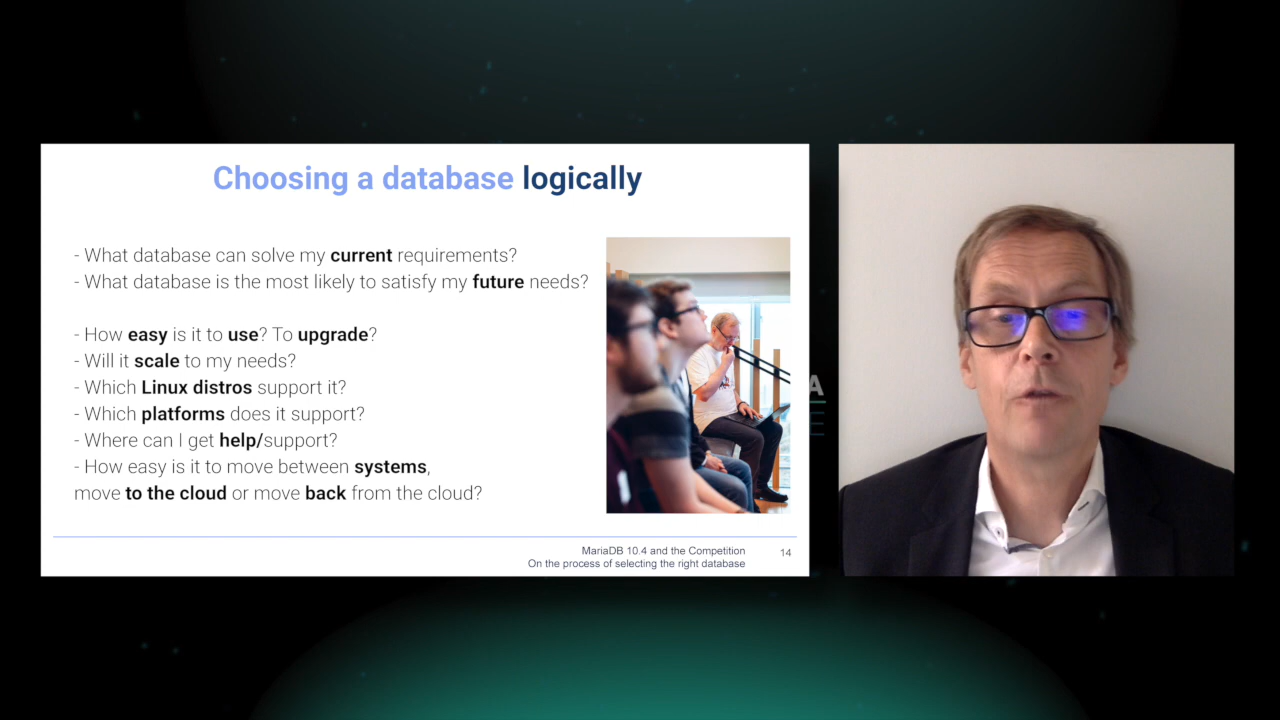 Choosing a database logically
- What database can solve my current requirements?
- What database is the most likely to satisfy my future needs?
- How easy is it to use? To upgrade?
- Will it scale to my needs?
- Which Linux distros support it?
- Which platforms does it support?
- Where can I get help/support?
- How easy is it to move between systems,
move to the cloud or move back from the cloud?
MariaDB 10.4 and the Competition
On the process of selecting the right database
14
A